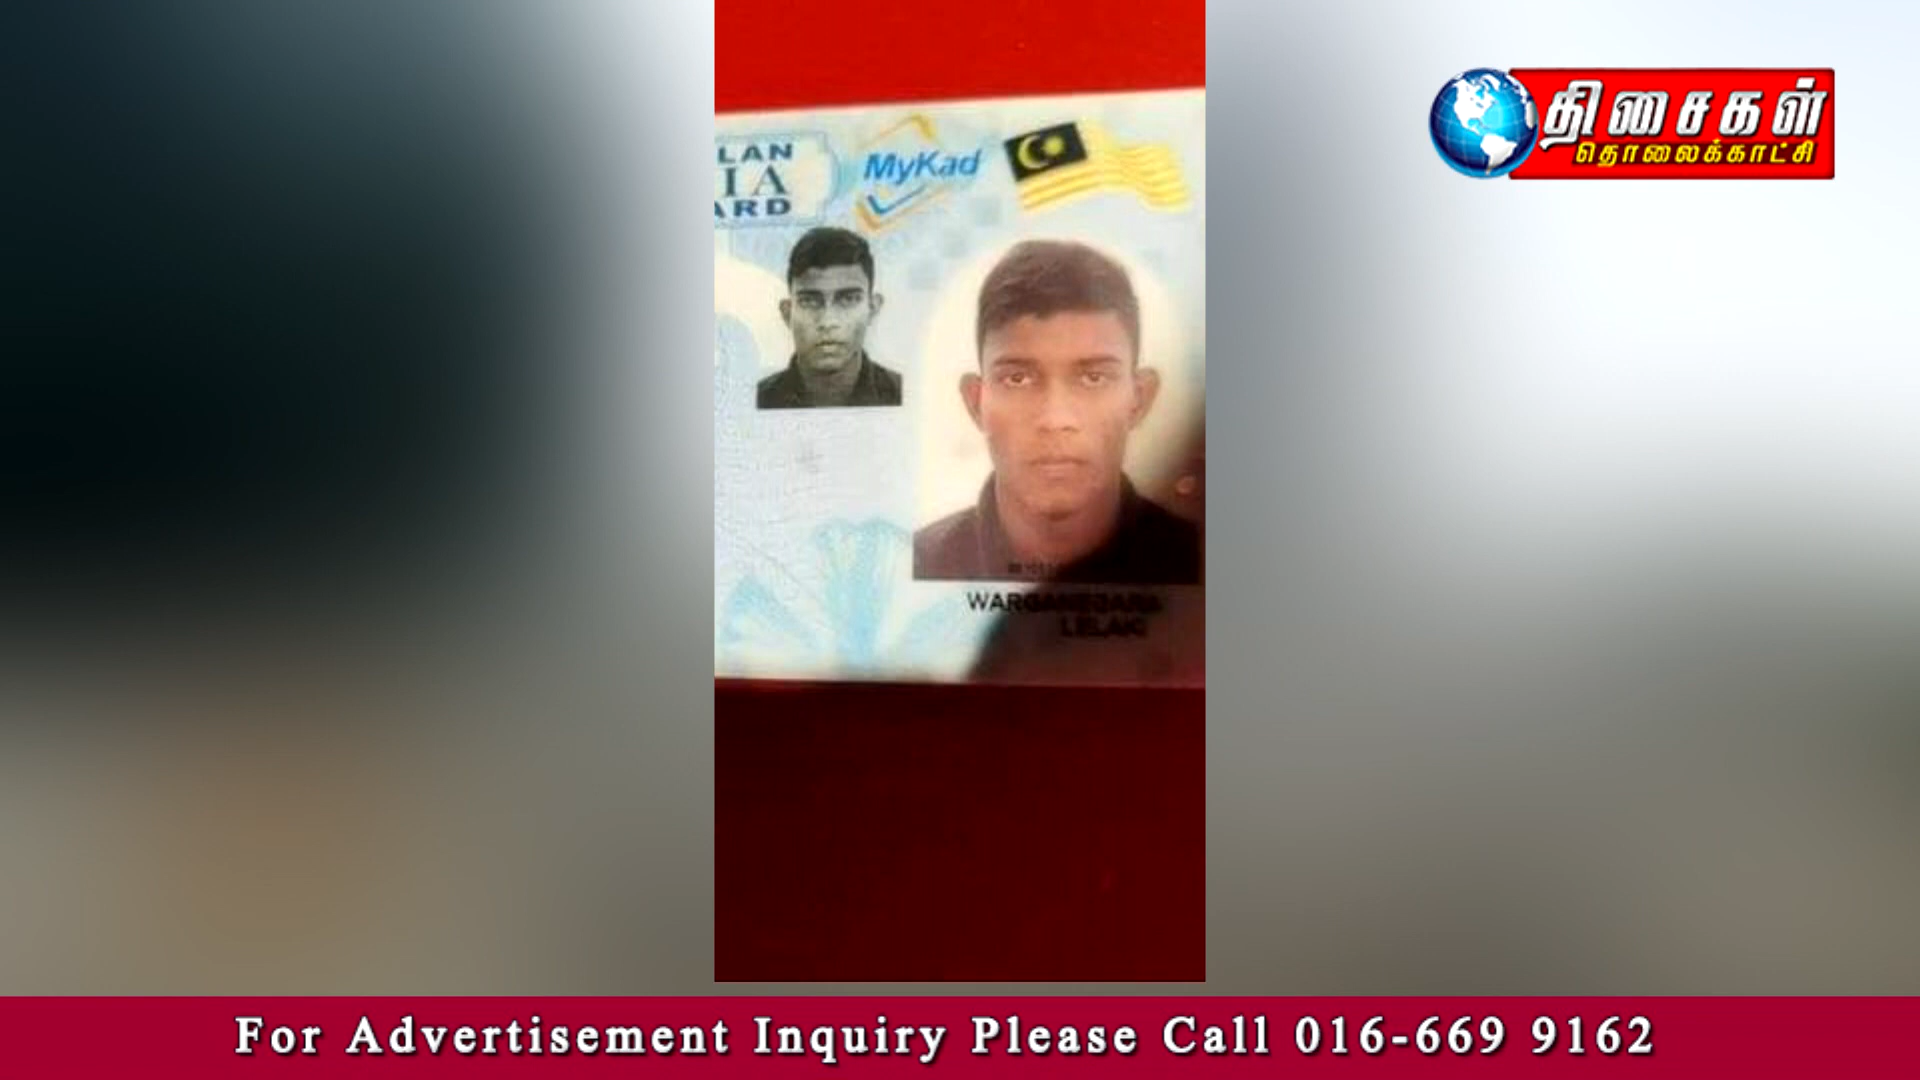 திசைகள்
தொலைக்காட்சி
LAN
IA
ARD
MyKad
WARGANEGARA
LELAKI
For Advertisement Inquiry Please Call 016-669 9162